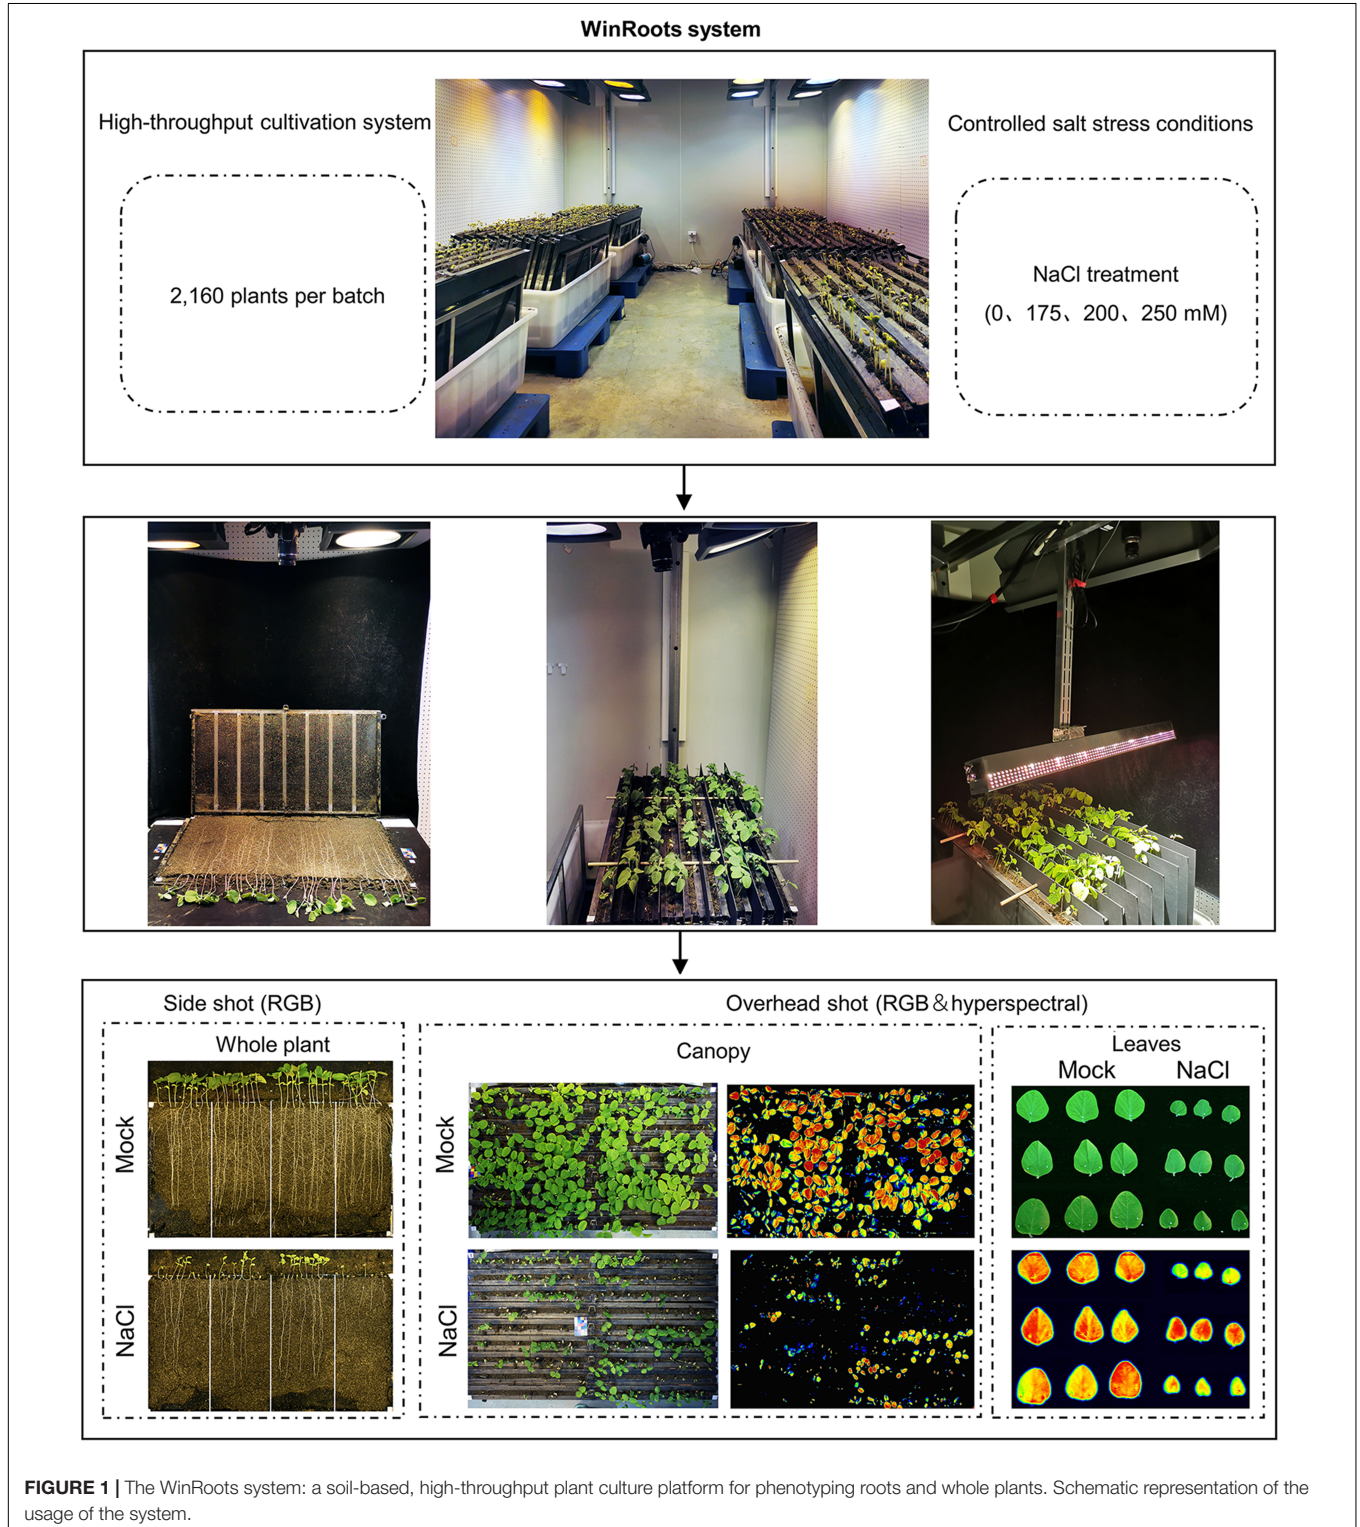 WinRoots system
High-throughput cultivation system
Controlled salt stress conditions
2,160 plants per batch
NaCl treatment
(0、175、200、250 mM)
Side shot (RGB)
Overhead shot (RGB&hyperspectral)
Whole plant
Canopy
Leaves
Mock
NaCl
Mock
Mock
NaCl
NaCl
FIGURE 1 | The WinRoots system: a soil-based, high-throughput plant culture platform for phenotyping roots and whole plants. Schematic representation of the
usage of the system.